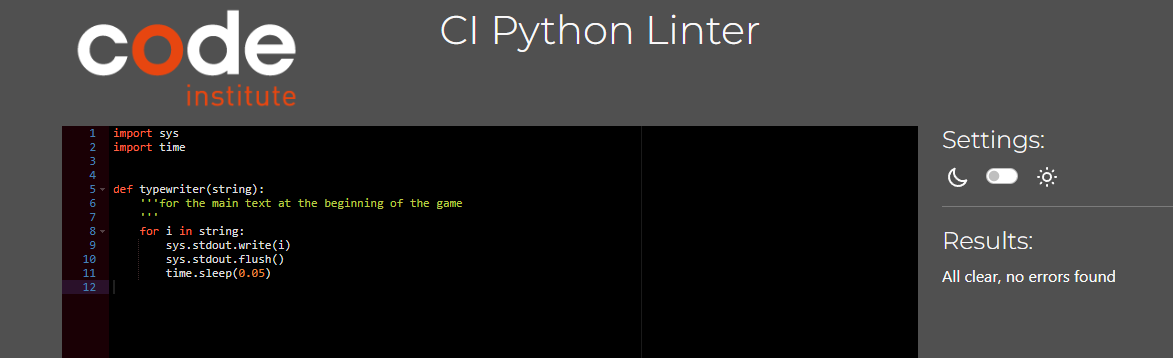 code
institute
CI Python Linter
1 import sys
2 import time
3
4
5 def typewriter(string):
6 '''for the main text at the beginning of the game
7 '''
8 for i in string:
9 sys.stdout.write(i)
10 sys.stdout.flush()
11 time.sleep(0.05)
12
Settings:
Results:
All clear, no errors found